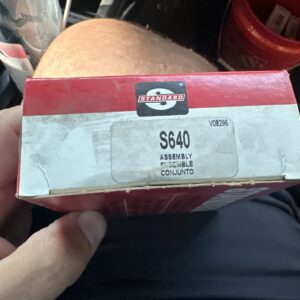 STANDARD
V08286
S640
ASSEMBLY
ENSEMBLE
CONJUNTO